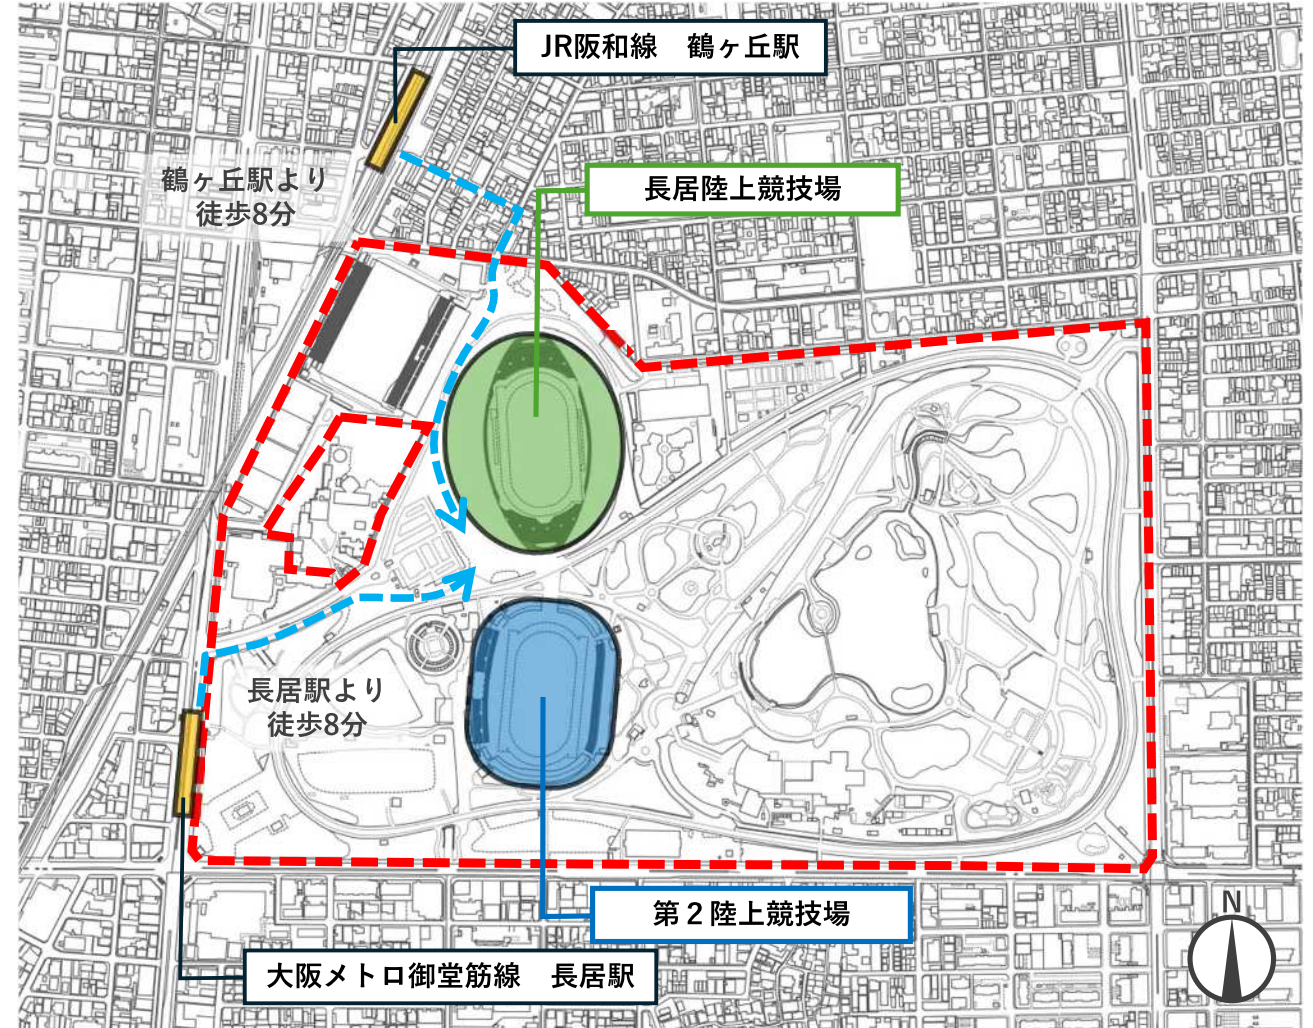 JR阪和線　鶴ヶ丘駅
鶴ヶ丘駅より
徒歩8分
長居陸上競技場
長居駅より
徒歩8分
第２陸上競技場
N
大阪メトロ御堂筋線　長居駅